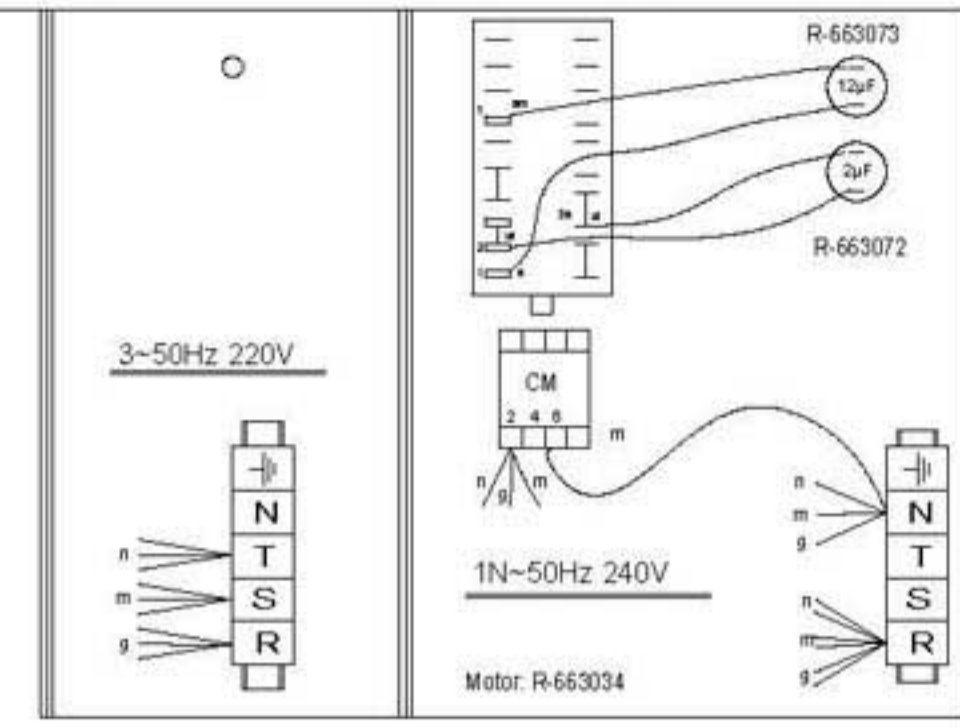 3~50Hz 220V
N
T
S
R
n
m
g
R-663073
12µF
2µF
R-663072
CM
2 4 6
m
n
g
m
1N~50Hz 240V
Motor: R-663034
n
m
g
n
m
g
N
T
S
R